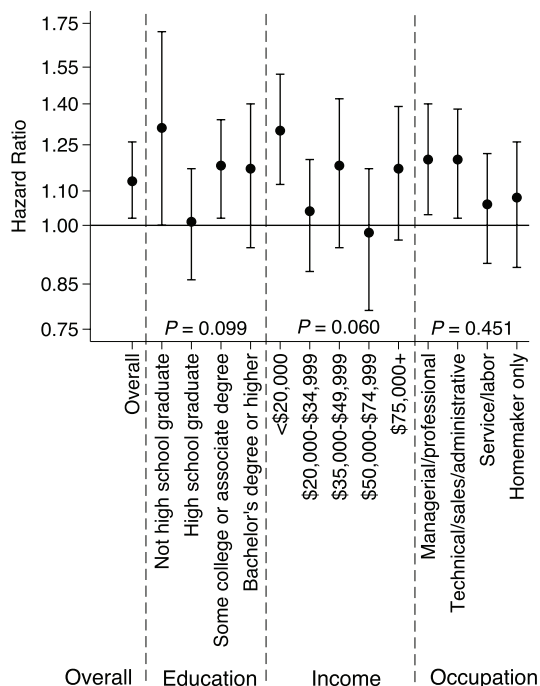 Hazard Ratio
1.75
1.55
1.40
1.25
1.10
1.00
0.85
0.75
P = 0.099
P = 0.060
P = 0.451
Overall
Not high school graduate
High school graduate
Some college or associate degree
Bachelor's degree or higher
<$20,000
$20,000-$34,999
$35,000-$49,999
$50,000-$74,999
$75,000+
Managerial/professional
Technical/sales/administrative
Service/labor
Homemaker only
Overall
Education
Income
Occupation